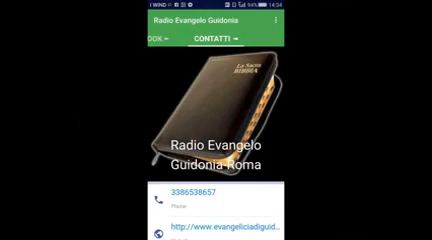 I WIND
94% 14:34
Radio Evangelo Guidonia
OOK
CONTATTI
La Sacra
BIBBIA
Radio Evangelo
Guidonia Roma
3386538657
Phone
http://www.evangeliciadiguid...